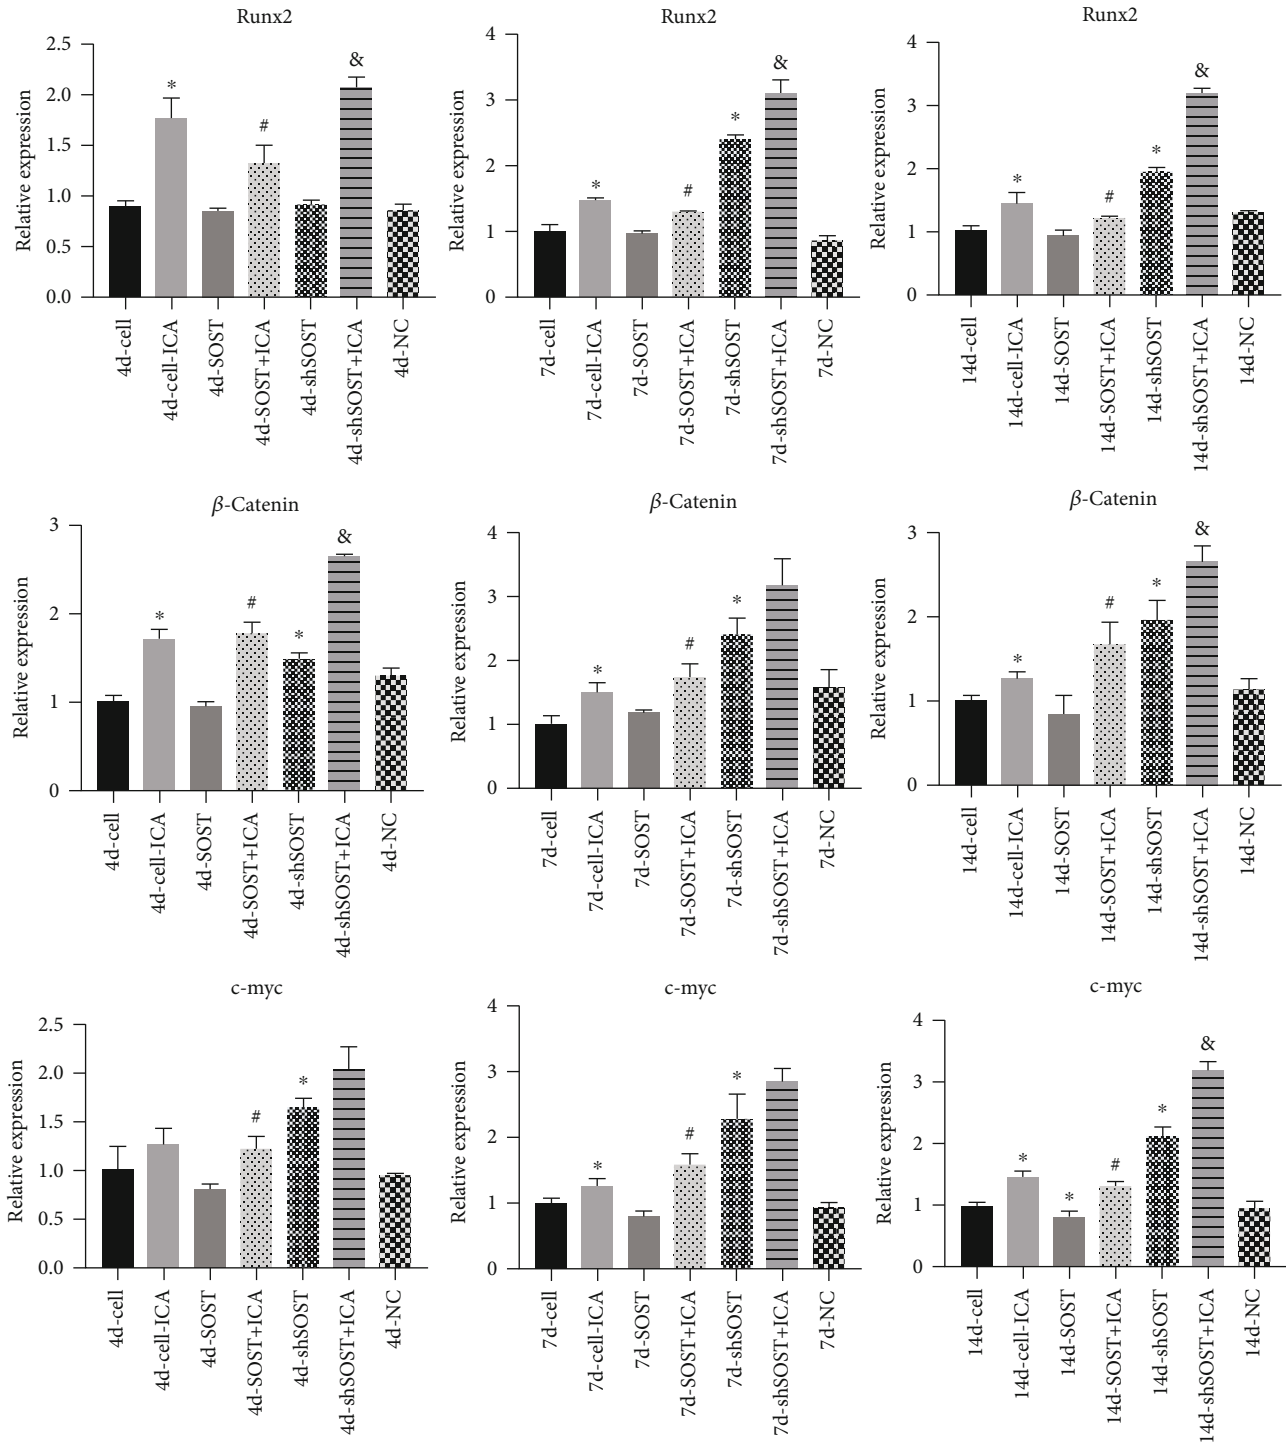 Runx2
Relative expression
2.5
2.0
1.5
1.0
0.5
0.0
*
#
&
4d-cell
4d-cell-ICA
4d-SOST
4d-SOST+ICA
4d-shSOST
4d-shSOST+ICA
4d-NC
Runx2
Relative expression
4
3
2
1
0
*
#
*
&
7d-cell
7d-cell-ICA
7d-SOST
7d-SOST+ICA
7d-shSOST
7d-shSOST+ICA
7d-NC
Runx2
Relative expression
4
3
2
1
0
*
#
*
&
14d-cell
14d-cell-ICA
14d-SOST
14d-SOST+ICA
14d-shSOST
14d-shSOST+ICA
14d-NC
β-Catenin
Relative expression
3
2
1
0
*
#
*
&
4d-cell
4d-cell-ICA
4d-SOST
4d-SOST+ICA
4d-shSOST
4d-shSOST+ICA
4d-NC
β-Catenin
Relative expression
4
3
2
1
0
*
#
*
7d-cell
7d-cell-ICA
7d-SOST
7d-SOST+ICA
7d-shSOST
7d-shSOST+ICA
7d-NC
β-Catenin
Relative expression
3
2
1
0
*
#
*
&
14d-cell
14d-cell-ICA
14d-SOST
14d-SOST+ICA
14d-shSOST
14d-shSOST+ICA
14d-NC
c-myc
Relative expression
2.5
2.0
1.5
1.0
0.5
0.0
#
*
4d-cell
4d-cell-ICA
4d-SOST
4d-SOST+ICA
4d-shSOST
4d-shSOST+ICA
4d-NC
c-myc
Relative expression
4
3
2
1
0
*
#
*
7d-cell
7d-cell-ICA
7d-SOST
7d-SOST+ICA
7d-shSOST
7d-shSOST+ICA
7d-NC
c-myc
Relative expression
4
3
2
1
0
*
*
#
*
&
14d-cell
14d-cell-ICA
14d-SOST
14d-SOST+ICA
14d-shSOST
14d-shSOST+ICA
14d-NC